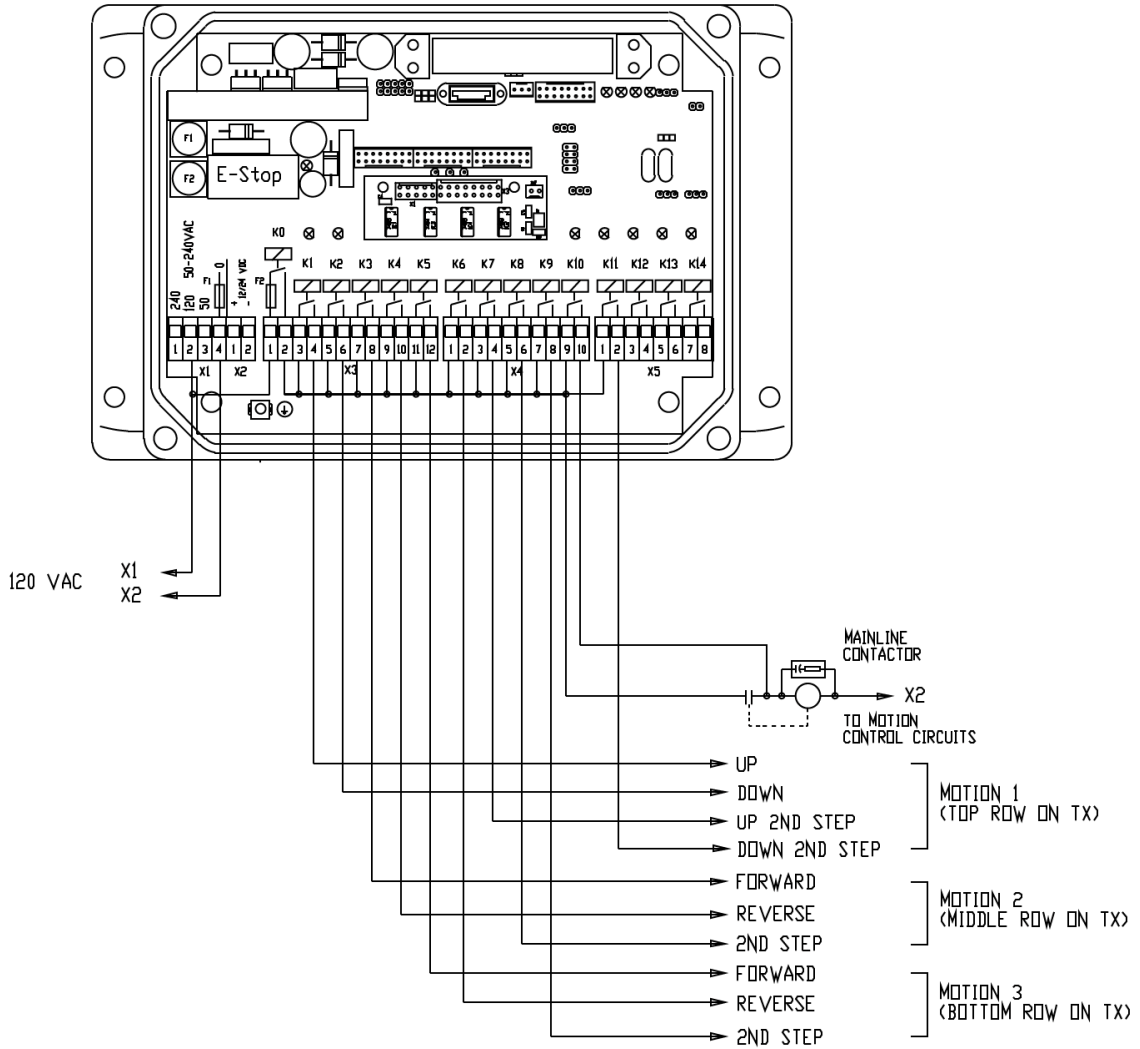 F1
F2
E-Stop
K0
K1 K2 K3 K4 K5 K6 K7 K8 K9 K10 K11 K12 K13 K14
240
120
50
50-240VAC
F1
0
+ 12/24 VDC
-
F2
1 2 3 4 1 2
X1 X2
1 2 3 4 5 6 7 8 9 10 11 12
X3
1 2 3 4 5 6 7 8 9 10
X4
1 2 3 4 5 6 7 8
X5
120 VAC
X1
X2
MAINLINE
CONTACTOR
X2
TO MOTION
CONTROL CIRCUITS
UP
DOWN
UP 2ND STEP
DOWN 2ND STEP
MOTION 1
(TOP ROW ON TX)
FORWARD
REVERSE
2ND STEP
MOTION 2
(MIDDLE ROW ON TX)
FORWARD
REVERSE
2ND STEP
MOTION 3
(BOTTOM ROW ON TX)